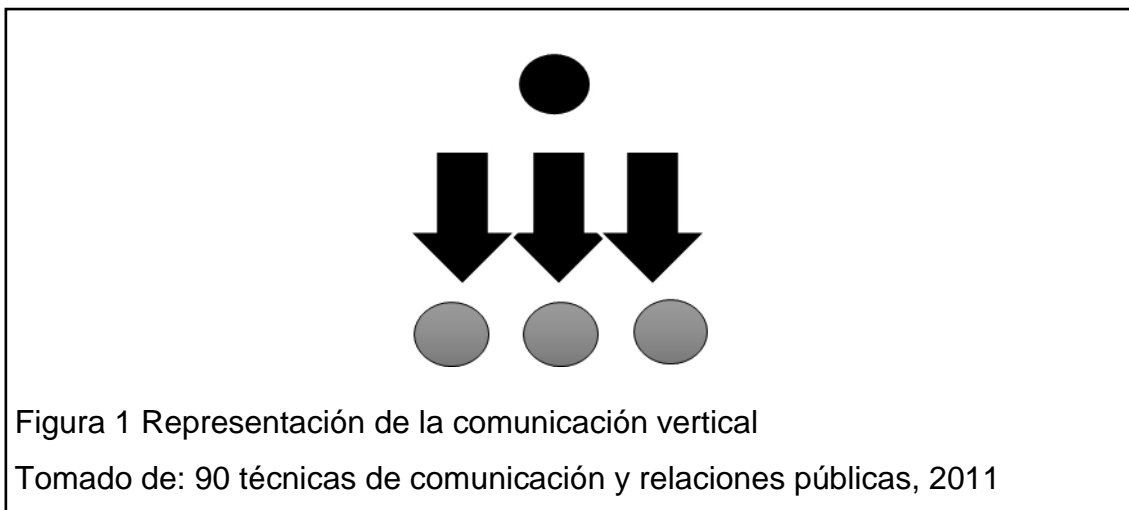 Figura 1 Representación de la comunicación vertical
Tomado de: 90 técnicas de comunicación y relaciones públicas, 2011